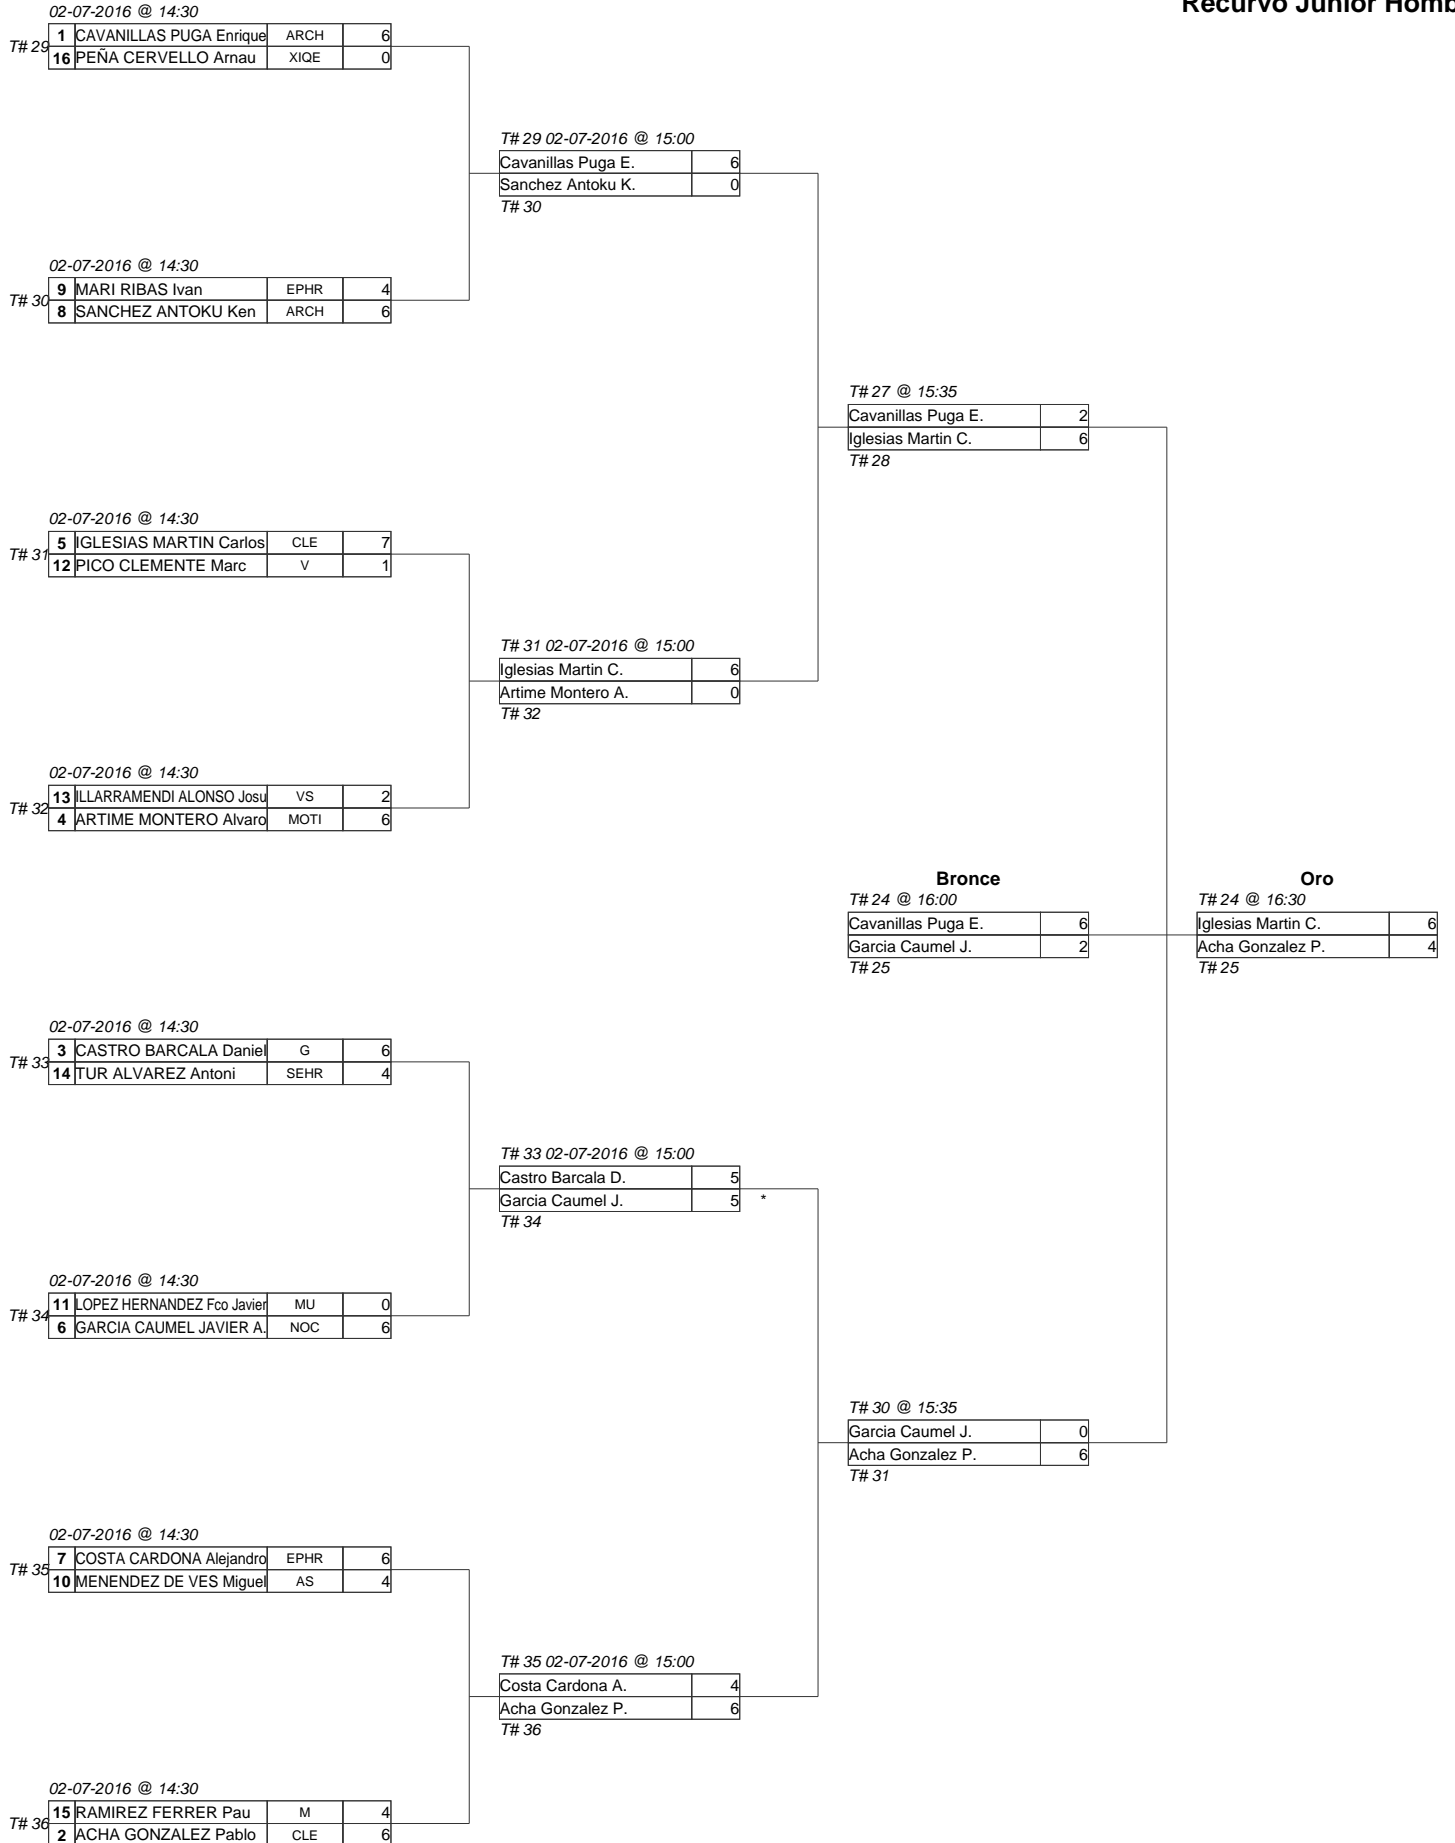 Recurvo Junior Homb
02-07-2016 @ 14:30
T# 29
1 CAVANILLAS PUGA Enrique ARCH 6
16 PEÑA CERVELLO Arnau XIQE 0
T# 29 02-07-2016 @ 15:00
Cavanillas Puga E. 6
Sanchez Antoku K. 0
T# 30
02-07-2016 @ 14:30
T# 30
9 MARI RIBAS Ivan EPHR 4
8 SANCHEZ ANTOKU Ken ARCH 6
T# 27 @ 15:35
Cavanillas Puga E. 2
Iglesias Martin C. 6
T# 28
02-07-2016 @ 14:30
T# 31
5 IGLESIAS MARTIN Carlos CLE 7
12 PICO CLEMENTE Marc V 1
T# 31 02-07-2016 @ 15:00
Iglesias Martin C. 6
Artime Montero A. 0
T# 32
02-07-2016 @ 14:30
T# 32
13 ILLARRAMENDI ALONSO Josu VS 2
4 ARTIME MONTERO Alvaro MOTI 6
Bronce
T# 24 @ 16:00
Cavanillas Puga E. 6
Garcia Caumel J. 2
T# 25
Oro
T# 24 @ 16:30
Iglesias Martin C. 6
Acha Gonzalez P. 4
T# 25
02-07-2016 @ 14:30
T# 33
3 CASTRO BARCALA Daniel G 6
14 TUR ALVAREZ Antoni SEHR 4
T# 33 02-07-2016 @ 15:00
Castro Barcala D. 5
Garcia Caumel J. 5 *
T# 34
02-07-2016 @ 14:30
T# 34
11 LOPEZ HERNANDEZ Fco Javier MU 0
6 GARCIA CAUMEL JAVIER A. NOC 6
T# 30 @ 15:35
Garcia Caumel J. 0
Acha Gonzalez P. 6
T# 31
02-07-2016 @ 14:30
T# 35
7 COSTA CARDONA Alejandro EPHR 6
10 MENENDEZ DE VES Miguel AS 4
T# 35 02-07-2016 @ 15:00
Costa Cardona A. 4
Acha Gonzalez P. 6
T# 36
02-07-2016 @ 14:30
T# 36
15 RAMIREZ FERRER Pau M 4
2 ACHA GONZALEZ Pablo CLE 6